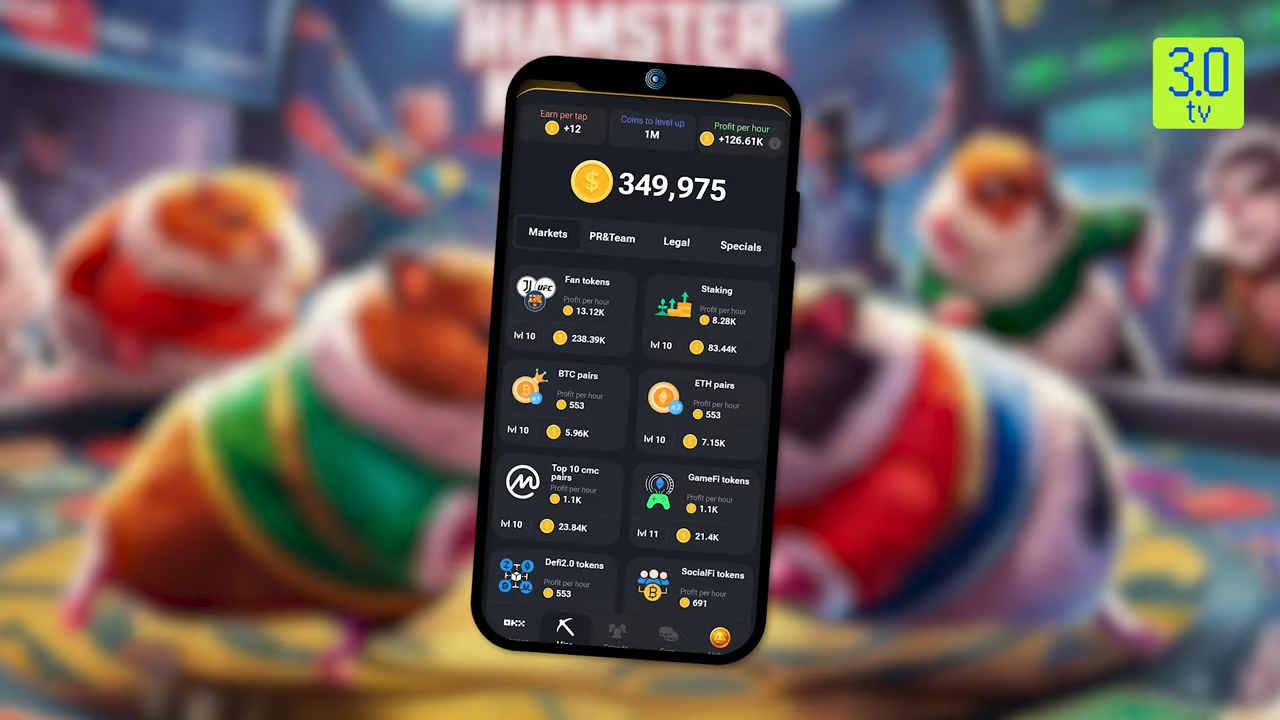 HAMSTER
3.0
tv
Earn per tap
+12
Coins to level up
1M
Profit per hour
+126.61K
349,975
Markets
PR&Team
Legal
Specials
Fan tokens
UFC
Profit per hour
13.12K
lvl 10
238.39K
Staking
Profit per hour
8.28K
lvl 10
83.44K
BTC pairs
#1
Profit per hour
553
lvl 10
5.96K
ETH pairs
#2
Profit per hour
553
lvl 10
7.15K
Top 10 cmc
pairs
Profit per hour
1.1K
lvl 10
23.84K
GameFi tokens
Profit per hour
1.1K
lvl 11
21.4K
Defi2.0 tokens
Profit per hour
553
SocialFi tokens
Profit per hour
691